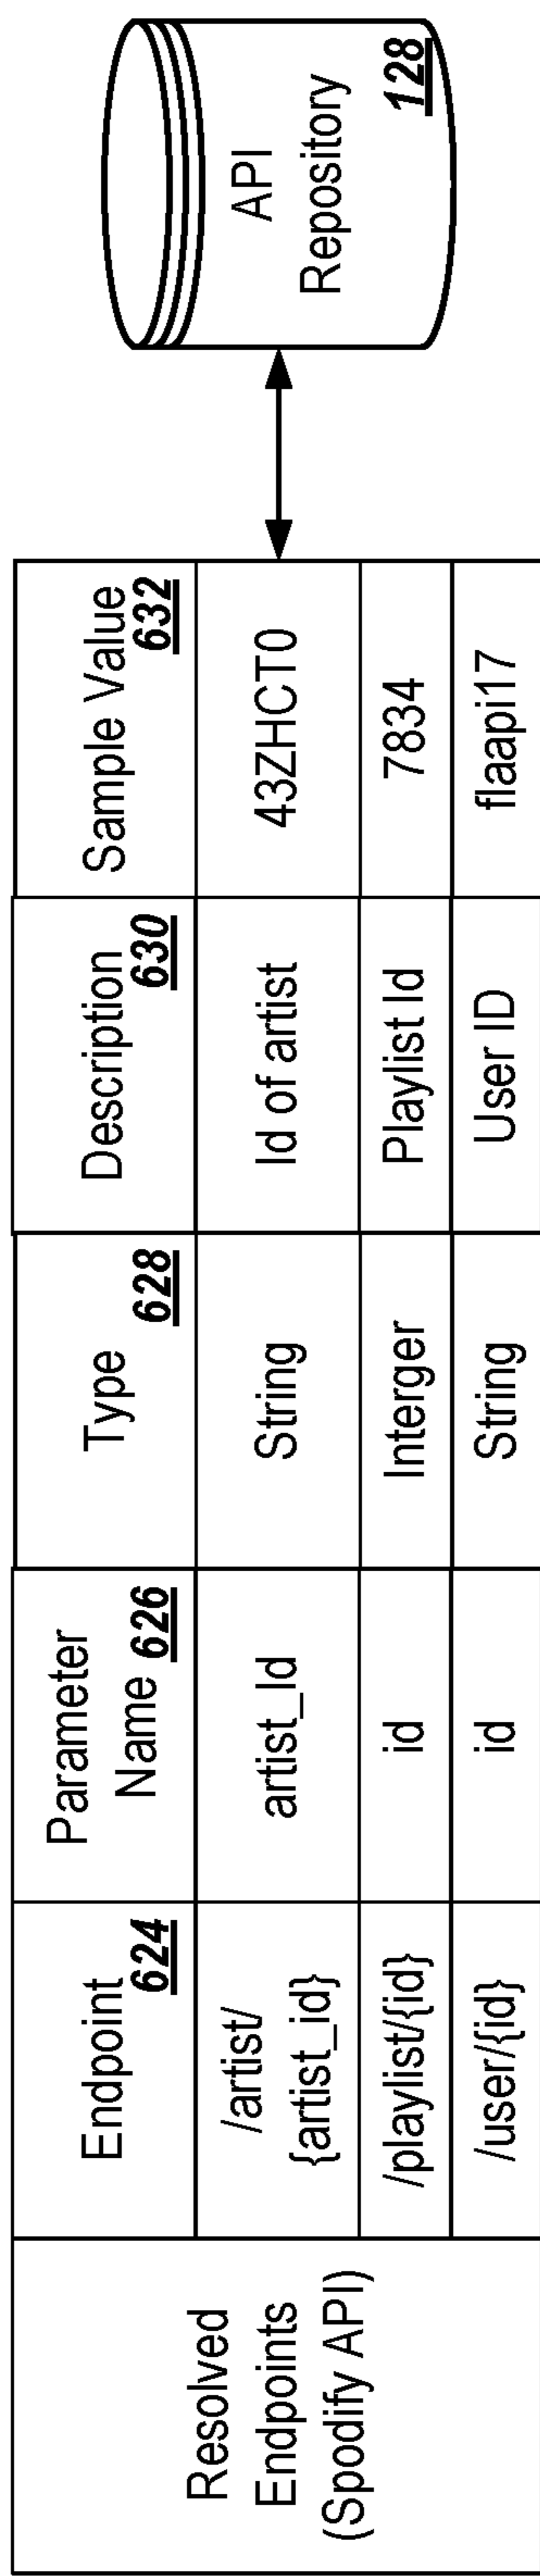 Resolved
Endpoints
(Spodify API)
Endpoint
624
Parameter
Name 626
Type
628
Description
630
Sample Value
632
/artist/
{artist_id}
artist_Id
String
Id of artist
43ZHCT0
/playlist/{id}
id
Interger
Playlist Id
7834
/user/{id}
id
String
User ID
flaapi17
API
Repository
128